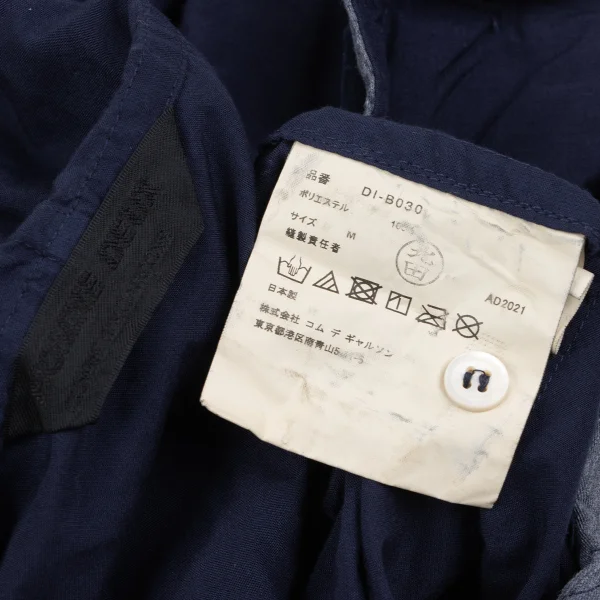 品番 DI-B030
ポリエステル 100%
サイズ M
縫製責任者
日本製 AD2021
株式会社 コム デ ギャルソン
東京都港区南青山5